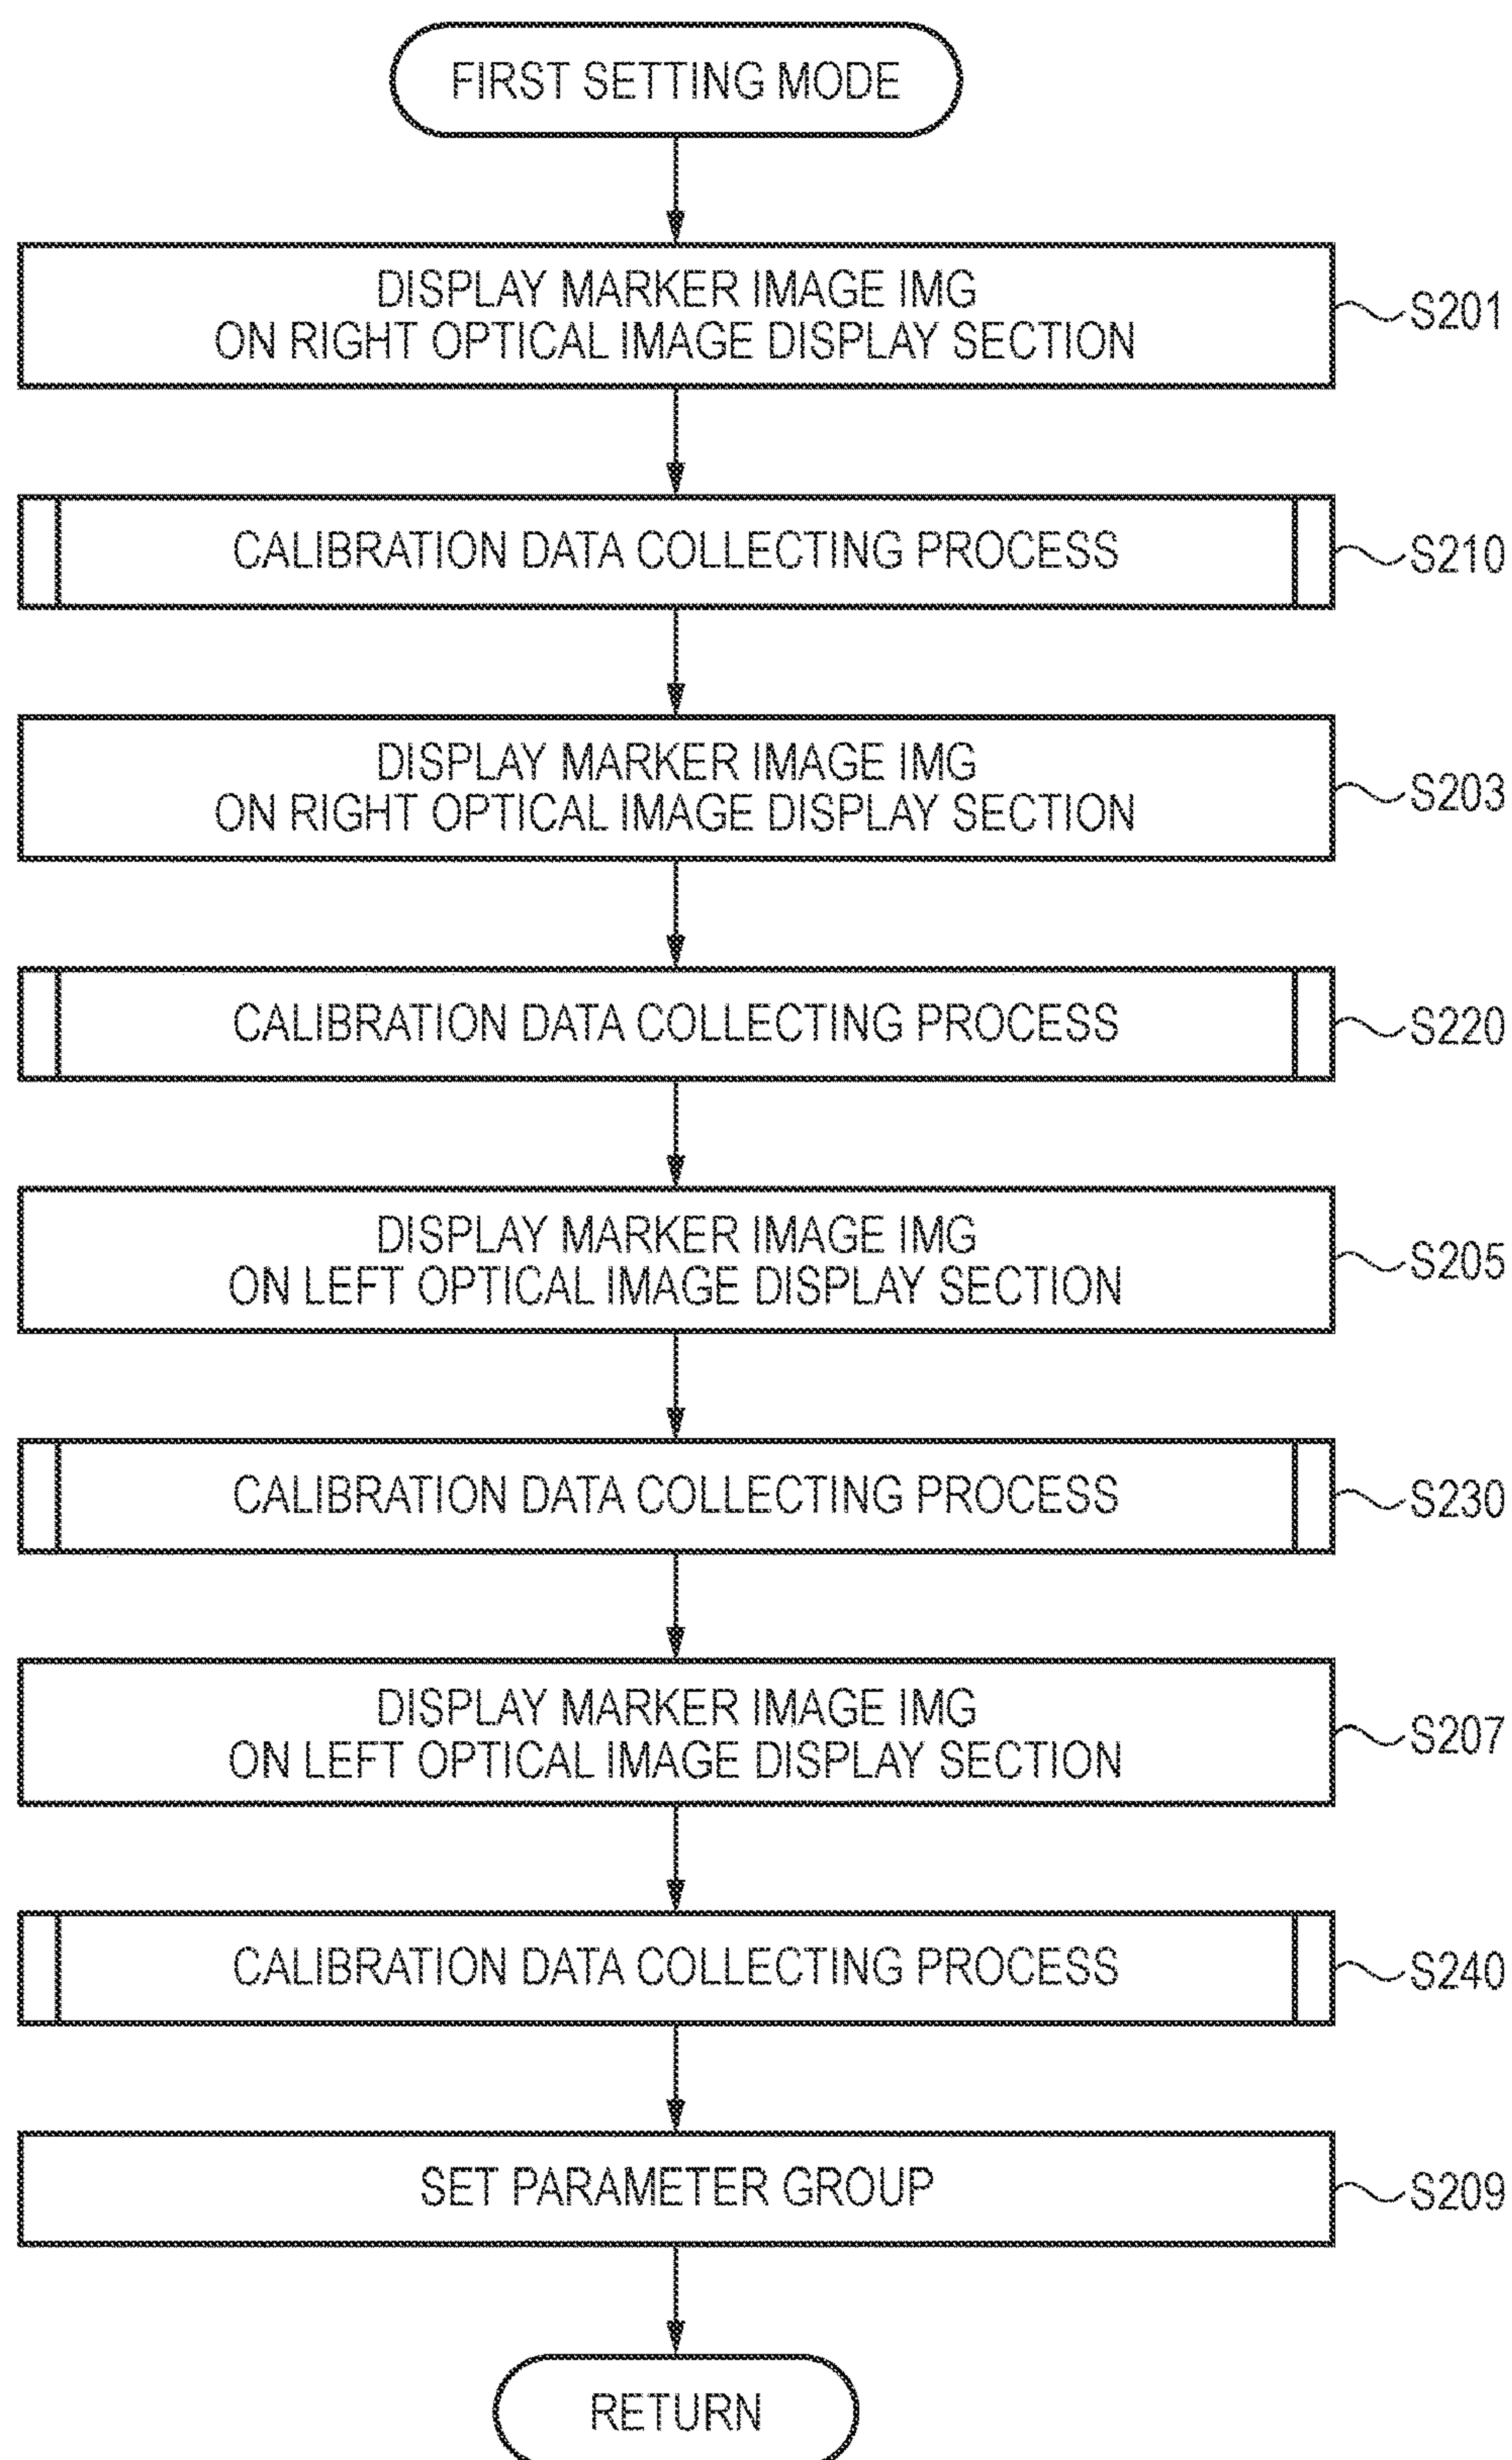 FIRST SETTING MODE
DISPLAY MARKER IMAGE IMG
ON RIGHT OPTICAL IMAGE DISPLAY SECTION
S201
CALIBRATION DATA COLLECTING PROCESS
S210
DISPLAY MARKER IMAGE IMG
ON RIGHT OPTICAL IMAGE DISPLAY SECTION
S203
CALIBRATION DATA COLLECTING PROCESS
S220
DISPLAY MARKER IMAGE IMG
ON LEFT OPTICAL IMAGE DISPLAY SECTION
S205
CALIBRATION DATA COLLECTING PROCESS
S230
DISPLAY MARKER IMAGE IMG
ON LEFT OPTICAL IMAGE DISPLAY SECTION
S207
CALIBRATION DATA COLLECTING PROCESS
S240
SET PARAMETER GROUP
S209
RETURN